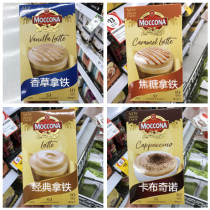 MOCCONA
Vanilla Latte
香草拿铁
MOCCONA
Caramel Latte
焦糖拿铁
MOCCONA
Latte
经典拿铁
MOCCONA
Cappuccino
卡布奇诺